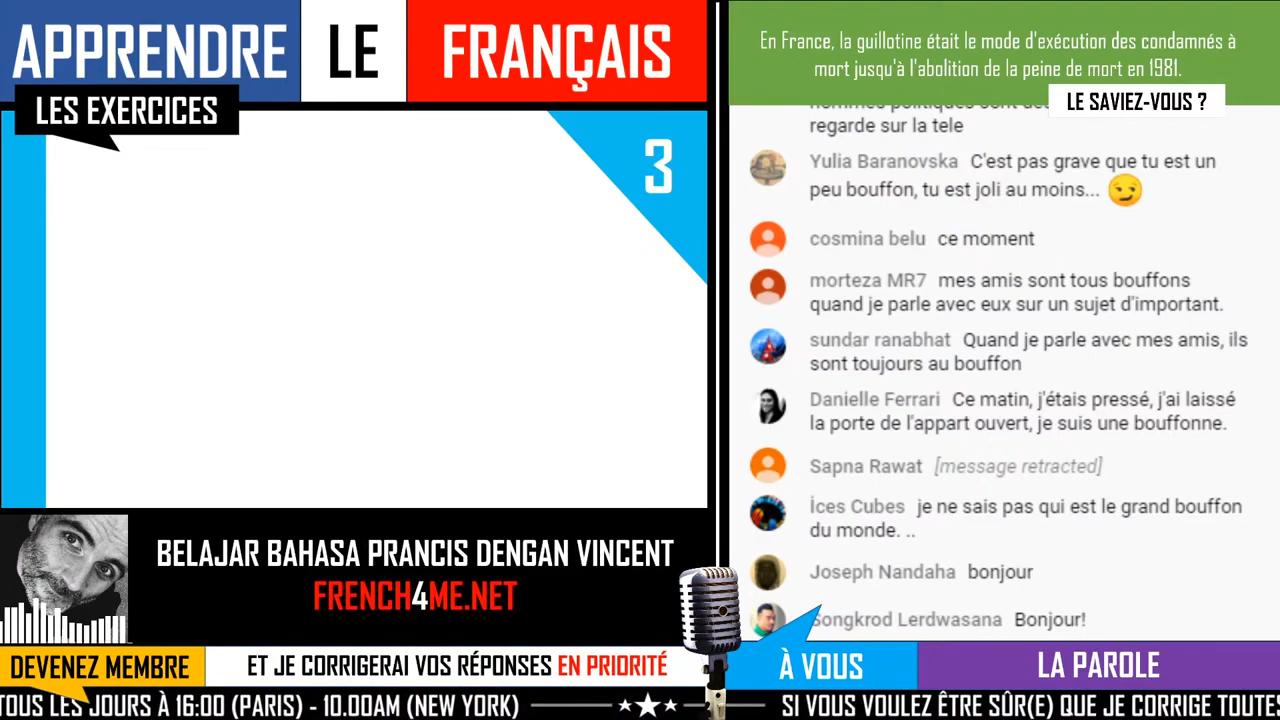 APPRENDRE LE FRANÇAIS
LES EXERCICES
3
BELAJAR BAHASA PRANCIS DENGAN VINCENT
FRENCH4ME.NET
DEVENEZ MEMBRE
ET JE CORRIGERAI VOS RÉPONSES EN PRIORITÉ
En France, la guillotine était le mode d'exécution des condamnés à
mort jusqu'à l'abolition de la peine de mort en 1981.
LE SAVIEZ-VOUS ?
regarde sur la tele
Yulia Baranovska C'est pas grave que tu est un
peu bouffon, tu est joli au moins...
cosmina belu ce moment
morteza MR7 mes amis sont tous bouffons
quand je parle avec eux sur un sujet d'important.
sundar ranabhat Quand je parle avec mes amis, ils
sont toujours au bouffon
Danielle Ferrari Ce matin, j'étais pressé, j'ai laissé
la porte de l'appart ouvert, je suis une bouffonne.
Sapna Rawat [message retracted]
İces Cubes je ne sais pas qui est le grand bouffon
du monde. ..
Joseph Nandaha bonjour
Songkrod Lerdwasana Bonjour!
À VOUS
LA PAROLE
TOUS LES JOURS À 16:00 (PARIS) - 10.00AM (NEW YORK)
SI VOUS VOULEZ ÊTRE SÛR(E) QUE JE CORRIGE TOUTES